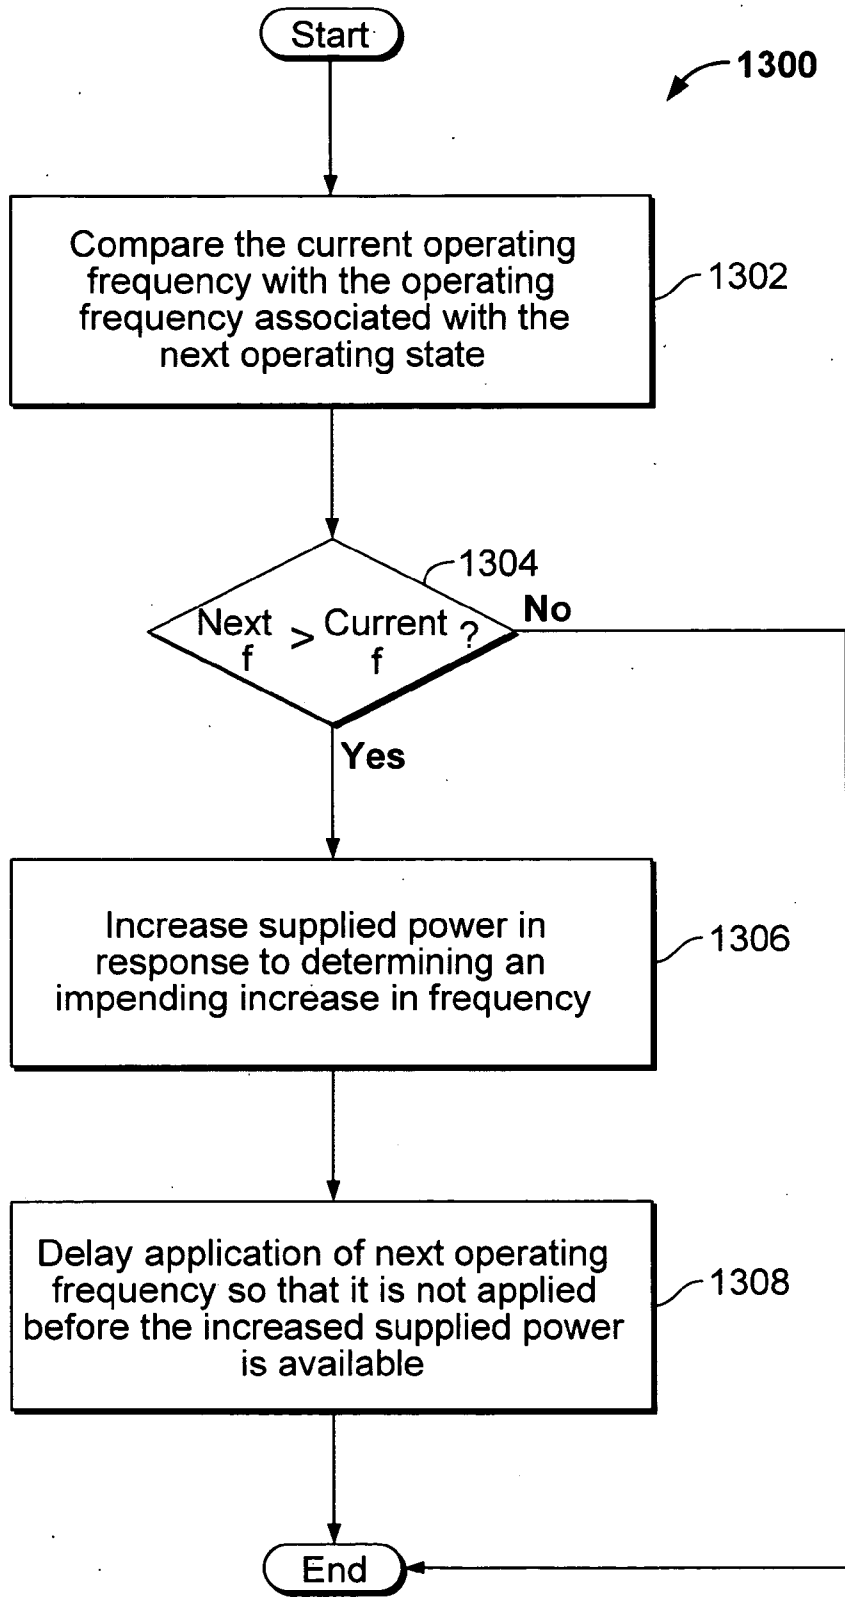 Start
1300
Compare the current operating
frequency with the operating
frequency associated with the
next operating state
1302
1304
Next > Current ?
f f
No
Yes
Increase supplied power in
response to determining an
impending increase in frequency
1306
Delay application of next operating
frequency so that it is not applied
before the increased supplied power
is available
1308
End